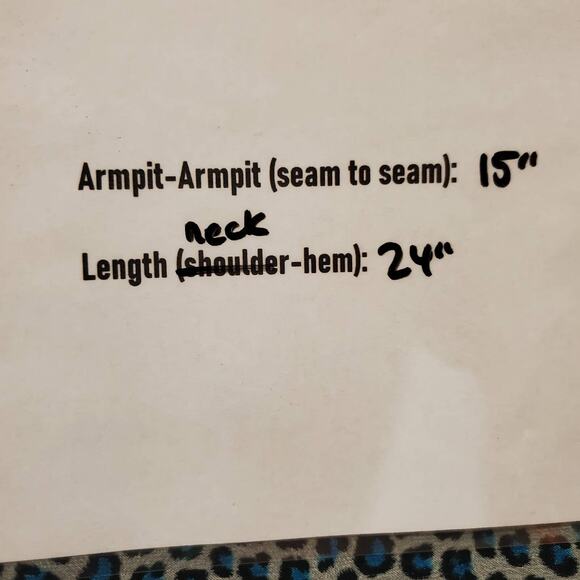 Armpit-Armpit (seam to seam): 15"
neck
Length (shoulder-hem): 24"